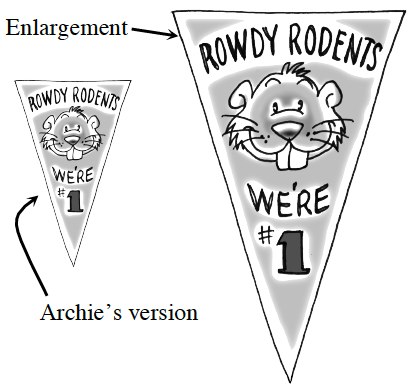 Enlargement
ROWDY RODENTS
WE'RE
#1
ROWDY RODENTS
WE'RE
#1
Archie's version